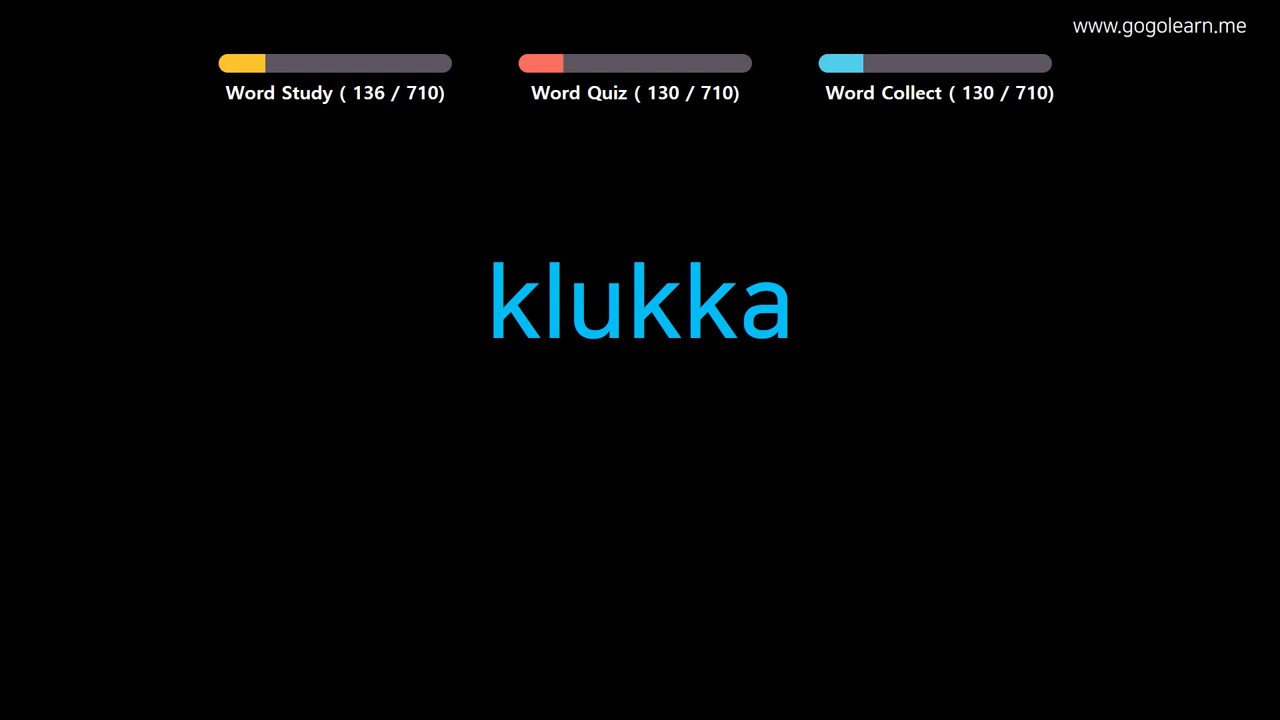 www.gogolearn.me
Word Study ( 136 / 710)
Word Quiz ( 130 / 710)
Word Collect ( 130 / 710)
klukka